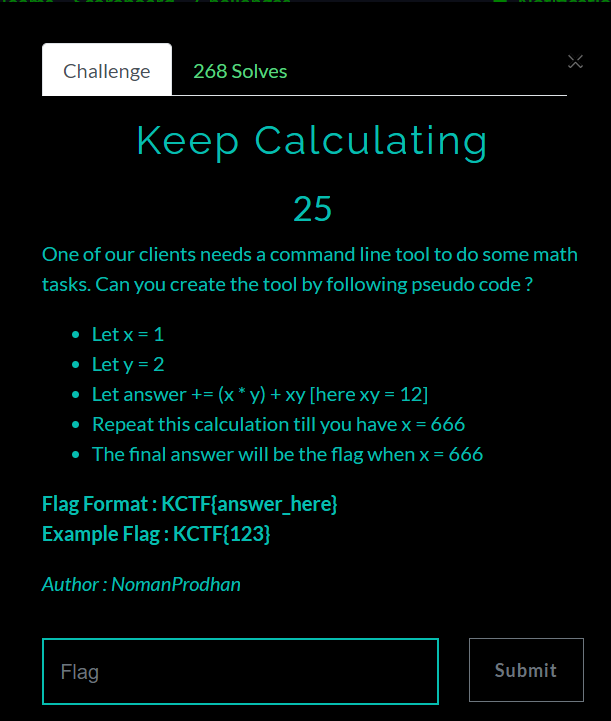 Challenge
268 Solves
Keep Calculating
25
One of our clients needs a command line tool to do some math
tasks. Can you create the tool by following pseudo code ?
Let x = 1
Let y = 2
Let answer += (x * y) + xy [here xy = 12]
Repeat this calculation till you have x = 666
The final answer will be the flag when x = 666
Flag Format : KCTF{answer_here}
Example Flag : KCTF{123}
Author : NomanProdhan
Flag
Submit